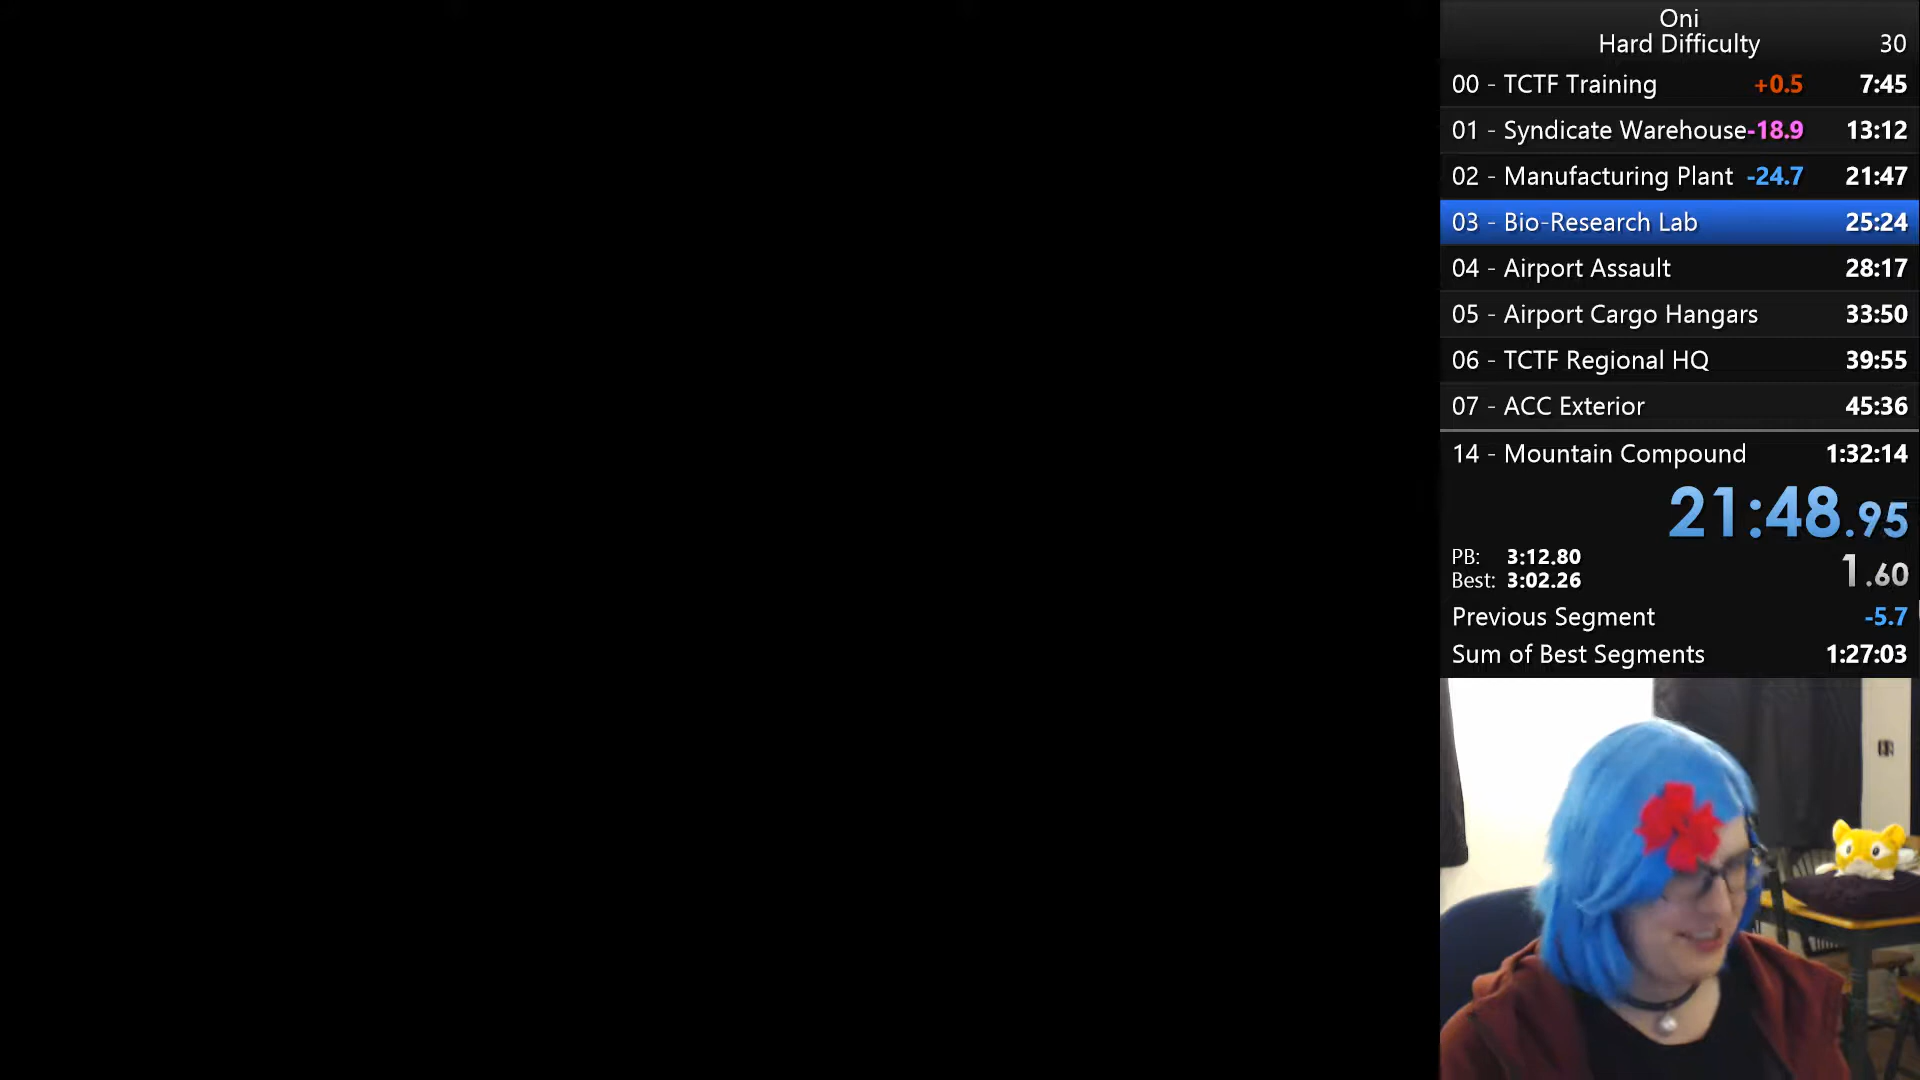 Oni
Hard Difficulty 30
00 - TCTF Training +0.5 7:45
01 - Syndicate Warehouse -18.9 13:12
02 - Manufacturing Plant -24.7 21:47
03 - Bio-Research Lab 25:24
04 - Airport Assault 28:17
05 - Airport Cargo Hangars 33:50
06 - TCTF Regional HQ 39:55
07 - ACC Exterior 45:36
14 - Mountain Compound 1:32:14
21:48.95
PB: 3:12.80
Best: 3:02.26
1.60
Previous Segment -5.7
Sum of Best Segments 1:27:03